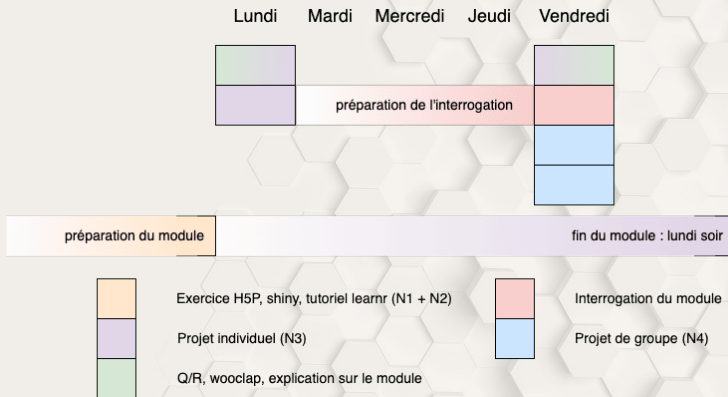 Lundi Mardi Mercredi Jeudi Vendredi
préparation de l'interrogation
préparation du module
fin du module : lundi soir
Exercice H5P, shiny, tutoriel learnr (N1 + N2)
Interrogation du module
Projet individuel (N3)
Projet de groupe (N4)
Q/R, wooclap, explication sur le module